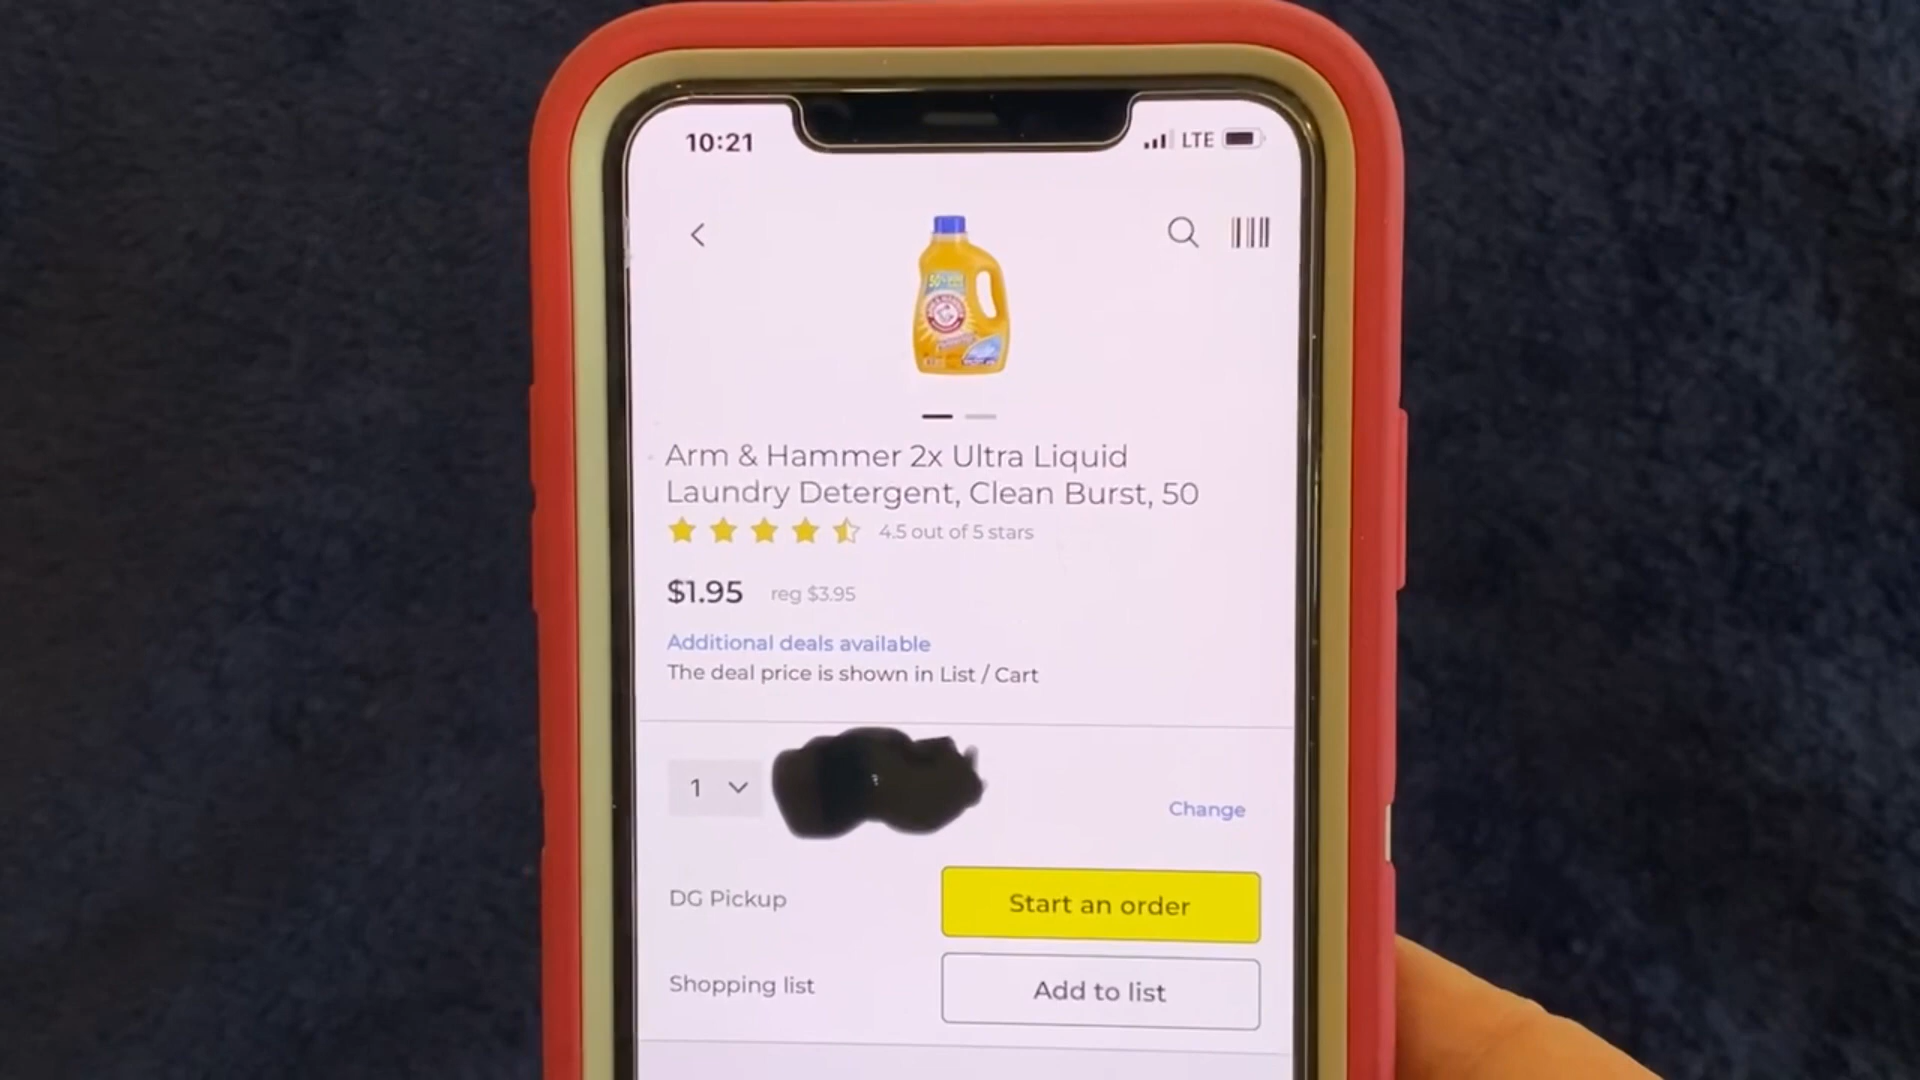 10:21
LTE
50%
Arm & Hammer 2x Ultra Liquid
Laundry Detergent, Clean Burst, 50
4.5 out of 5 stars
$1.95 reg $3.95
Additional deals available
The deal price is shown in List / Cart
1
Change
DG Pickup
Start an order
Shopping list
Add to list